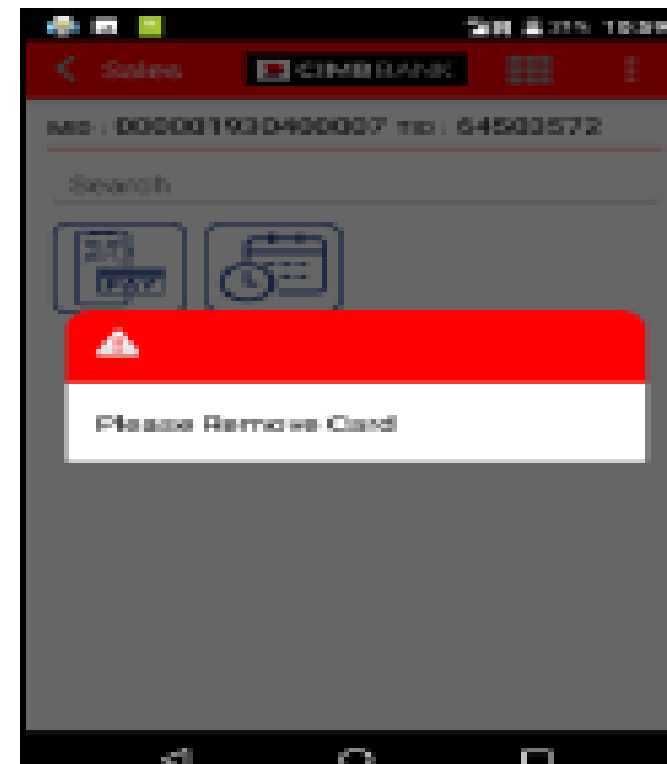 Sales CIMB BANK
MID : 000001930400007 TID : 64503572
Search
Please Remove Card